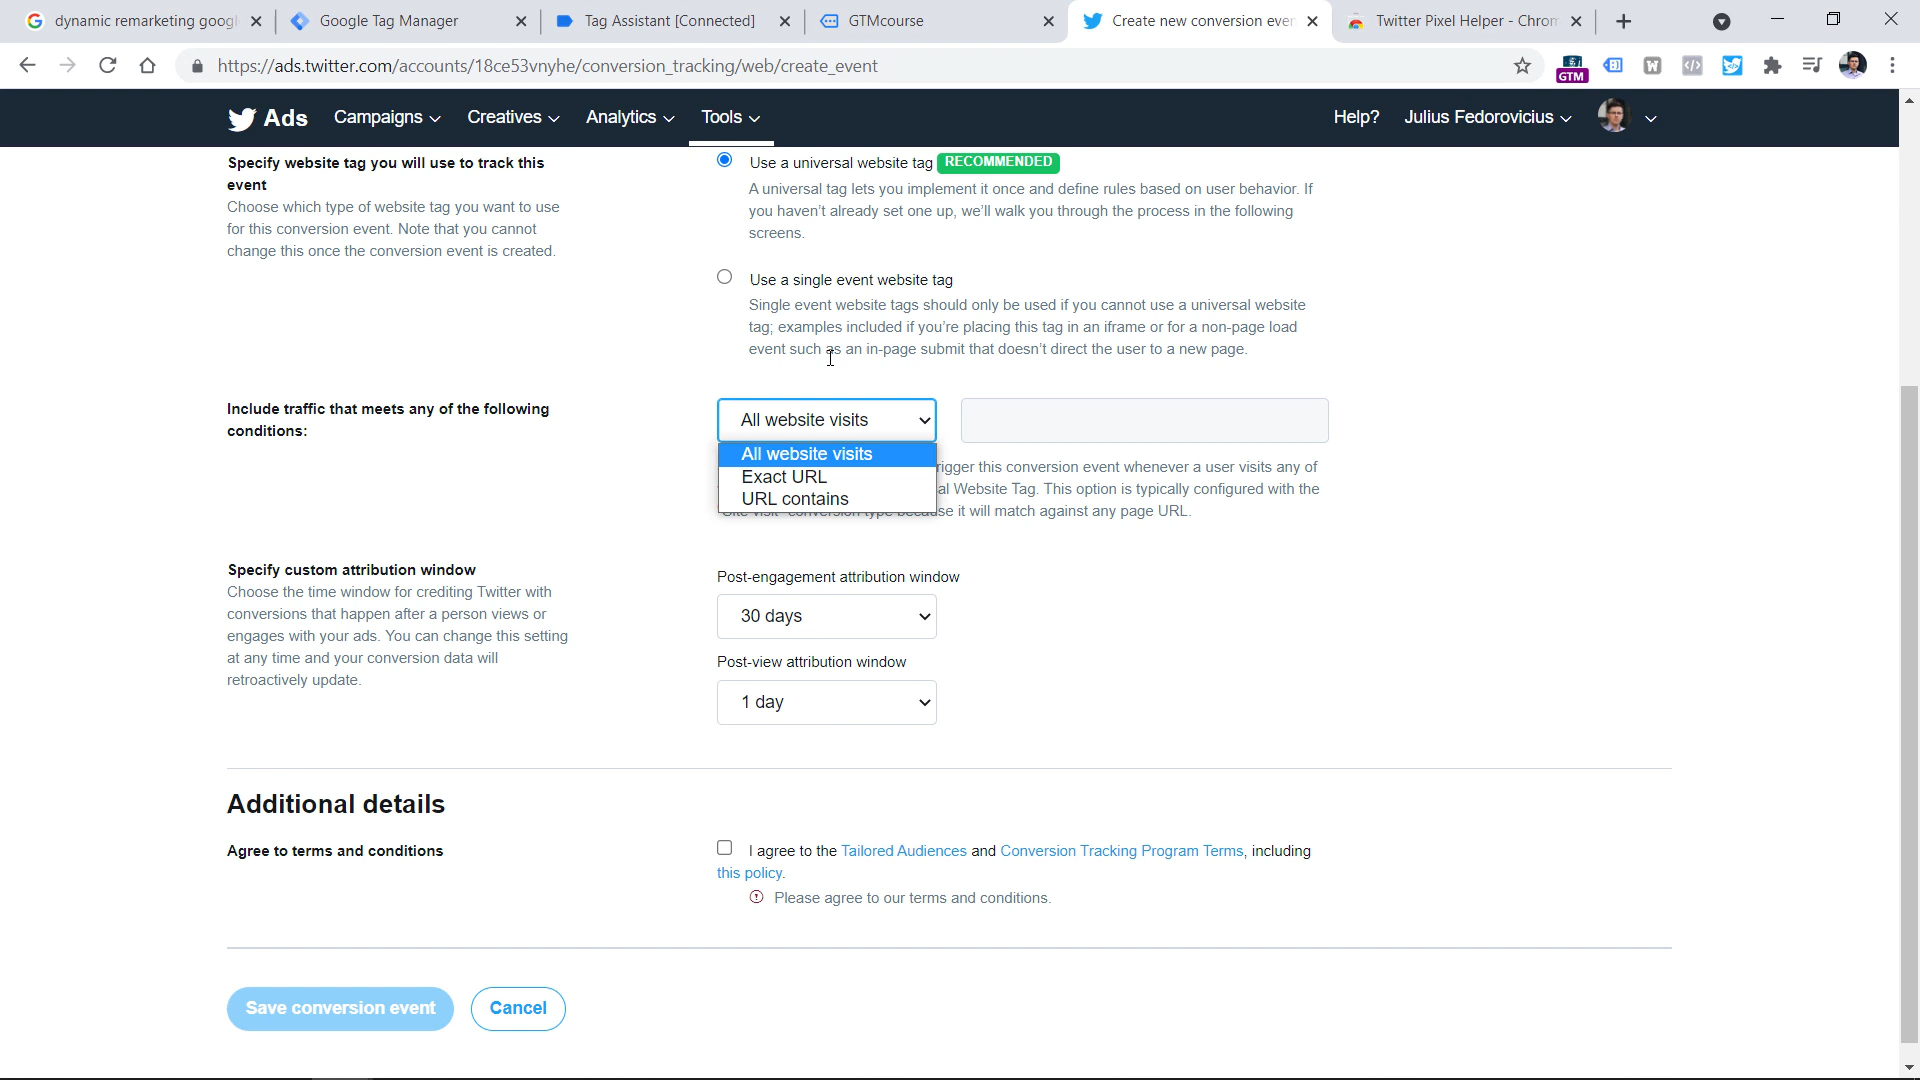 dynamic remarketing googl
Google Tag Manager
Tag Assistant [Connected]
GTMcourse
Create new conversion even
Twitter Pixel Helper - Chrom
https://ads.twitter.com/accounts/18ce53vnyhe/conversion_tracking/web/create_event
GTM
Ads
Campaigns
Creatives
Analytics
Tools
Help?
Julius Fedorovicius
Specify website tag you will use to track this
event
Choose which type of website tag you want to use
for this conversion event. Note that you cannot
change this once the conversion event is created.
Use a universal website tag RECOMMENDED
A universal tag lets you implement it once and define rules based on user behavior. If
you haven't already set one up, we'll walk you through the process in the following
screens.
Use a single event website tag
Single event website tags should only be used if you cannot use a universal website
tag; examples included if you're placing this tag in an iframe or for a non-page load
event such as an in-page submit that doesn't direct the user to a new page.
Include traffic that meets any of the following
conditions:
All website visits
All website visits
Exact URL
URL contains
rigger this conversion event whenever a user visits any of
al Website Tag. This option is typically configured with the
"Site visit" conversion type because it will match against any page URL.
Specify custom attribution window
Choose the time window for crediting Twitter with
conversions that happen after a person views or
engages with your ads. You can change this setting
at any time and your conversion data will
retroactively update.
Post-engagement attribution window
30 days
Post-view attribution window
1 day
Additional details
Agree to terms and conditions
I agree to the Tailored Audiences and Conversion Tracking Program Terms, including
this policy.
Please agree to our terms and conditions.
Save conversion event
Cancel